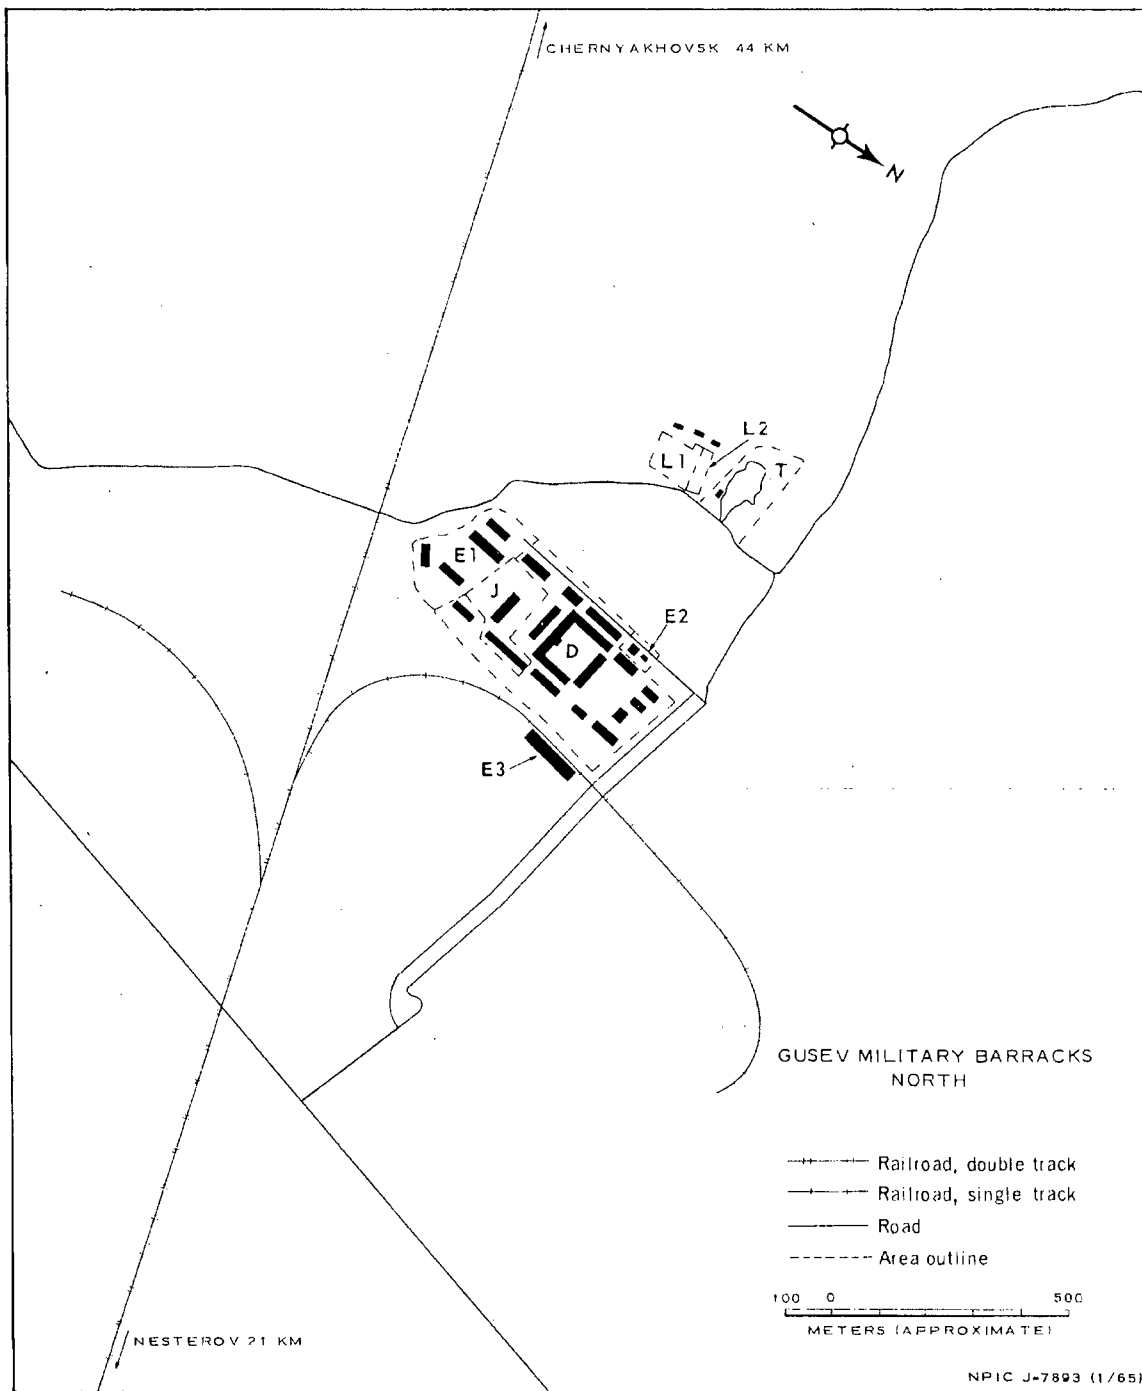 CHERNYAKHOVSK 44 KM
N
L2
L1
T
E1
J
E2
D
E3
GUSEV MILITARY BARRACKS
NORTH
Railroad, double track
Railroad, single track
Road
Area outline
100 0 500
METERS (APPROXIMATE)
NESTEROV 21 KM
NPIC J-7893 (1/65)